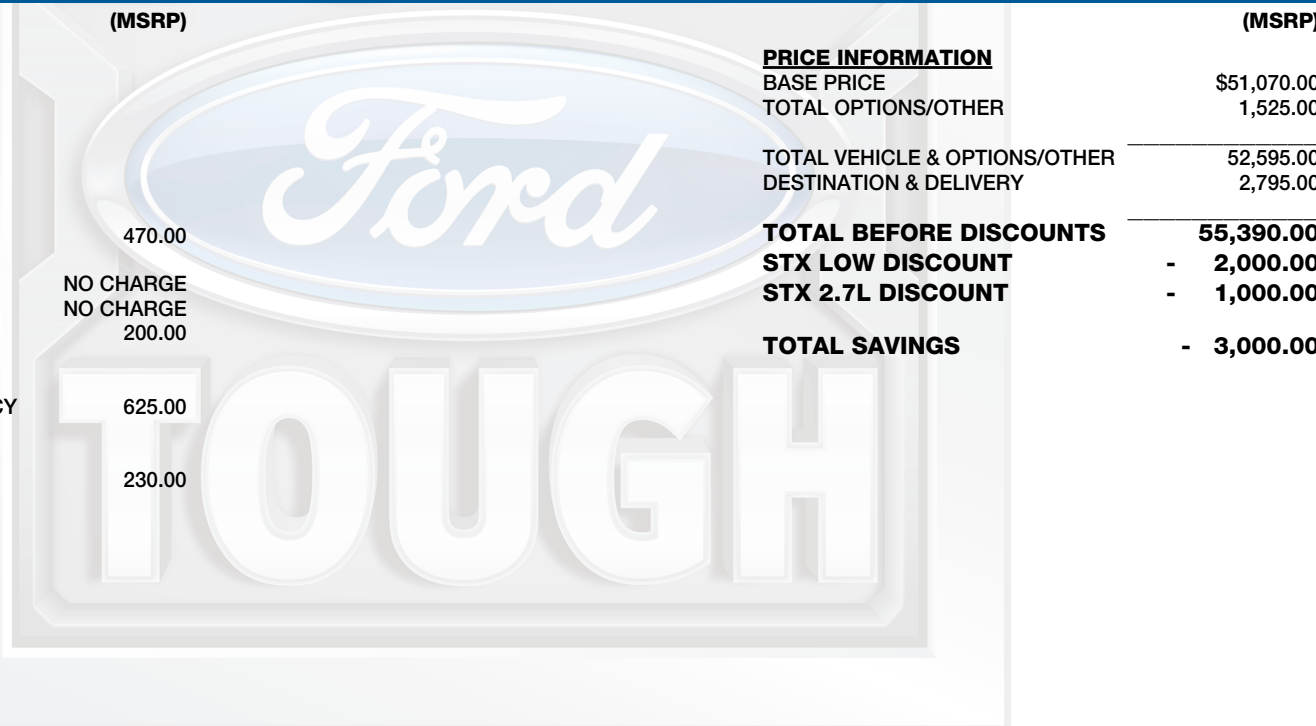 (MSRP)
470.00
NO CHARGE
NO CHARGE
200.00
CY 625.00
230.00
Ford
TOUGH
(MSRP)
PRICE INFORMATION
BASE PRICE $51,070.00
TOTAL OPTIONS/OTHER 1,525.00
TOTAL VEHICLE & OPTIONS/OTHER 52,595.00
DESTINATION & DELIVERY 2,795.00
TOTAL BEFORE DISCOUNTS 55,390.00
STX LOW DISCOUNT - 2,000.00
STX 2.7L DISCOUNT - 1,000.00
TOTAL SAVINGS - 3,000.00